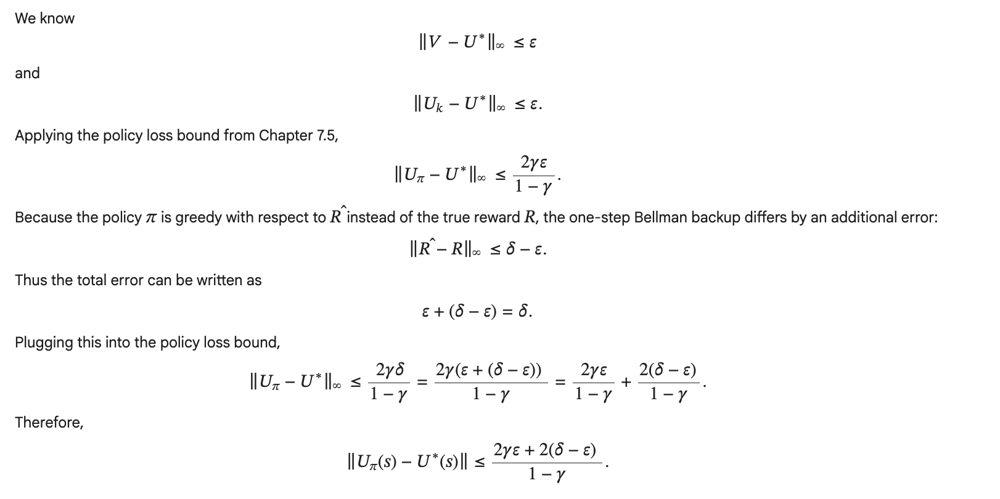 We know
‖V − U*‖∞ ≤ ε
and
‖Uₖ − U*‖∞ ≤ ε.
Applying the policy loss bound from Chapter 7.5,
‖U_π − U*‖∞ ≤ 2γε / (1 − γ).
Because the policy π is greedy with respect to R̂ instead of the true reward R, the one-step Bellman backup differs by an additional error:
‖R̂ − R‖∞ ≤ δ − ε.
Thus the total error can be written as
ε + (δ − ε) = δ.
Plugging this into the policy loss bound,
‖U_π − U*‖∞ ≤ 2γδ / (1 − γ) = 2γ(ε + (δ − ε)) / (1 − γ) = 2γε / (1 − γ) + 2(δ − ε) / (1 − γ).
Therefore,
‖U_π(s) − U*(s)‖ ≤ (2γε + 2(δ − ε)) / (1 − γ).